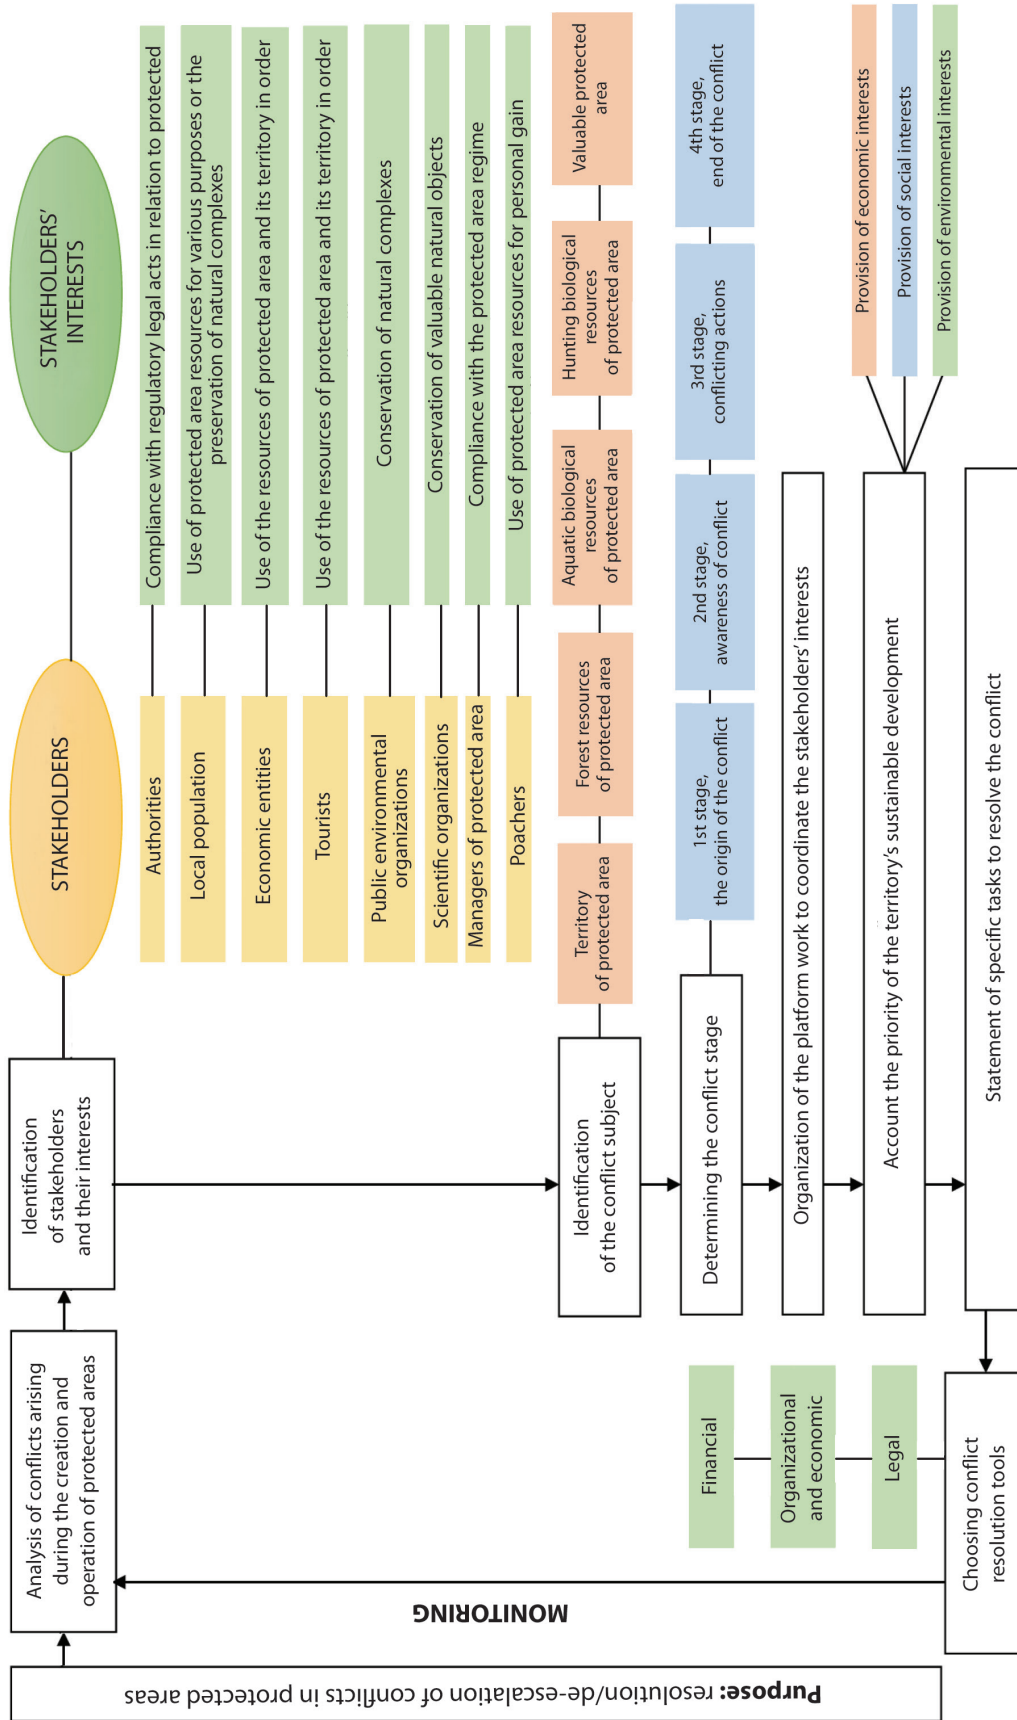 Purpose: resolution/de-escalation of conflicts in protected areas
Analysis of conflicts arising
during the creation and
operation of protected areas
Identification
of stakeholders
and their interests
STAKEHOLDERS
STAKEHOLDERS’
INTERESTS
Authorities
Compliance with regulatory legal acts in relation to protected
Local population
Use of protected area resources for various purposes or the
preservation of natural complexes
Economic entities
Use of the resources of protected area and its territory in order
Tourists
Use of the resources of protected area and its territory in order
Public environmental
organizations
Conservation of natural complexes
Scientific organizations
Conservation of valuable natural objects
Managers of protected area
Compliance with the protected area regime
Poachers
Use of protected area resources for personal gain
Identification
of the conflict subject
Territory
of protected area
Forest resources
of protected area
Aquatic biological
resources
of protected area
Hunting biological
resources
of protected area
Valuable protected
area
Determining the conflict stage
1st stage,
the origin of the conflict
2nd stage,
awareness of conflict
3rd stage,
conflicting actions
4th stage,
end of the conflict
Organization of the platform work to coordinate the stakeholders’ interests
Account the priority of the territory’s sustainable development
Provision of economic interests
Provision of social interests
Provision of environmental interests
Statement of specific tasks to resolve the conflict
Choosing conflict
resolution tools
Financial
Organizational
and economic
Legal
MONITORING